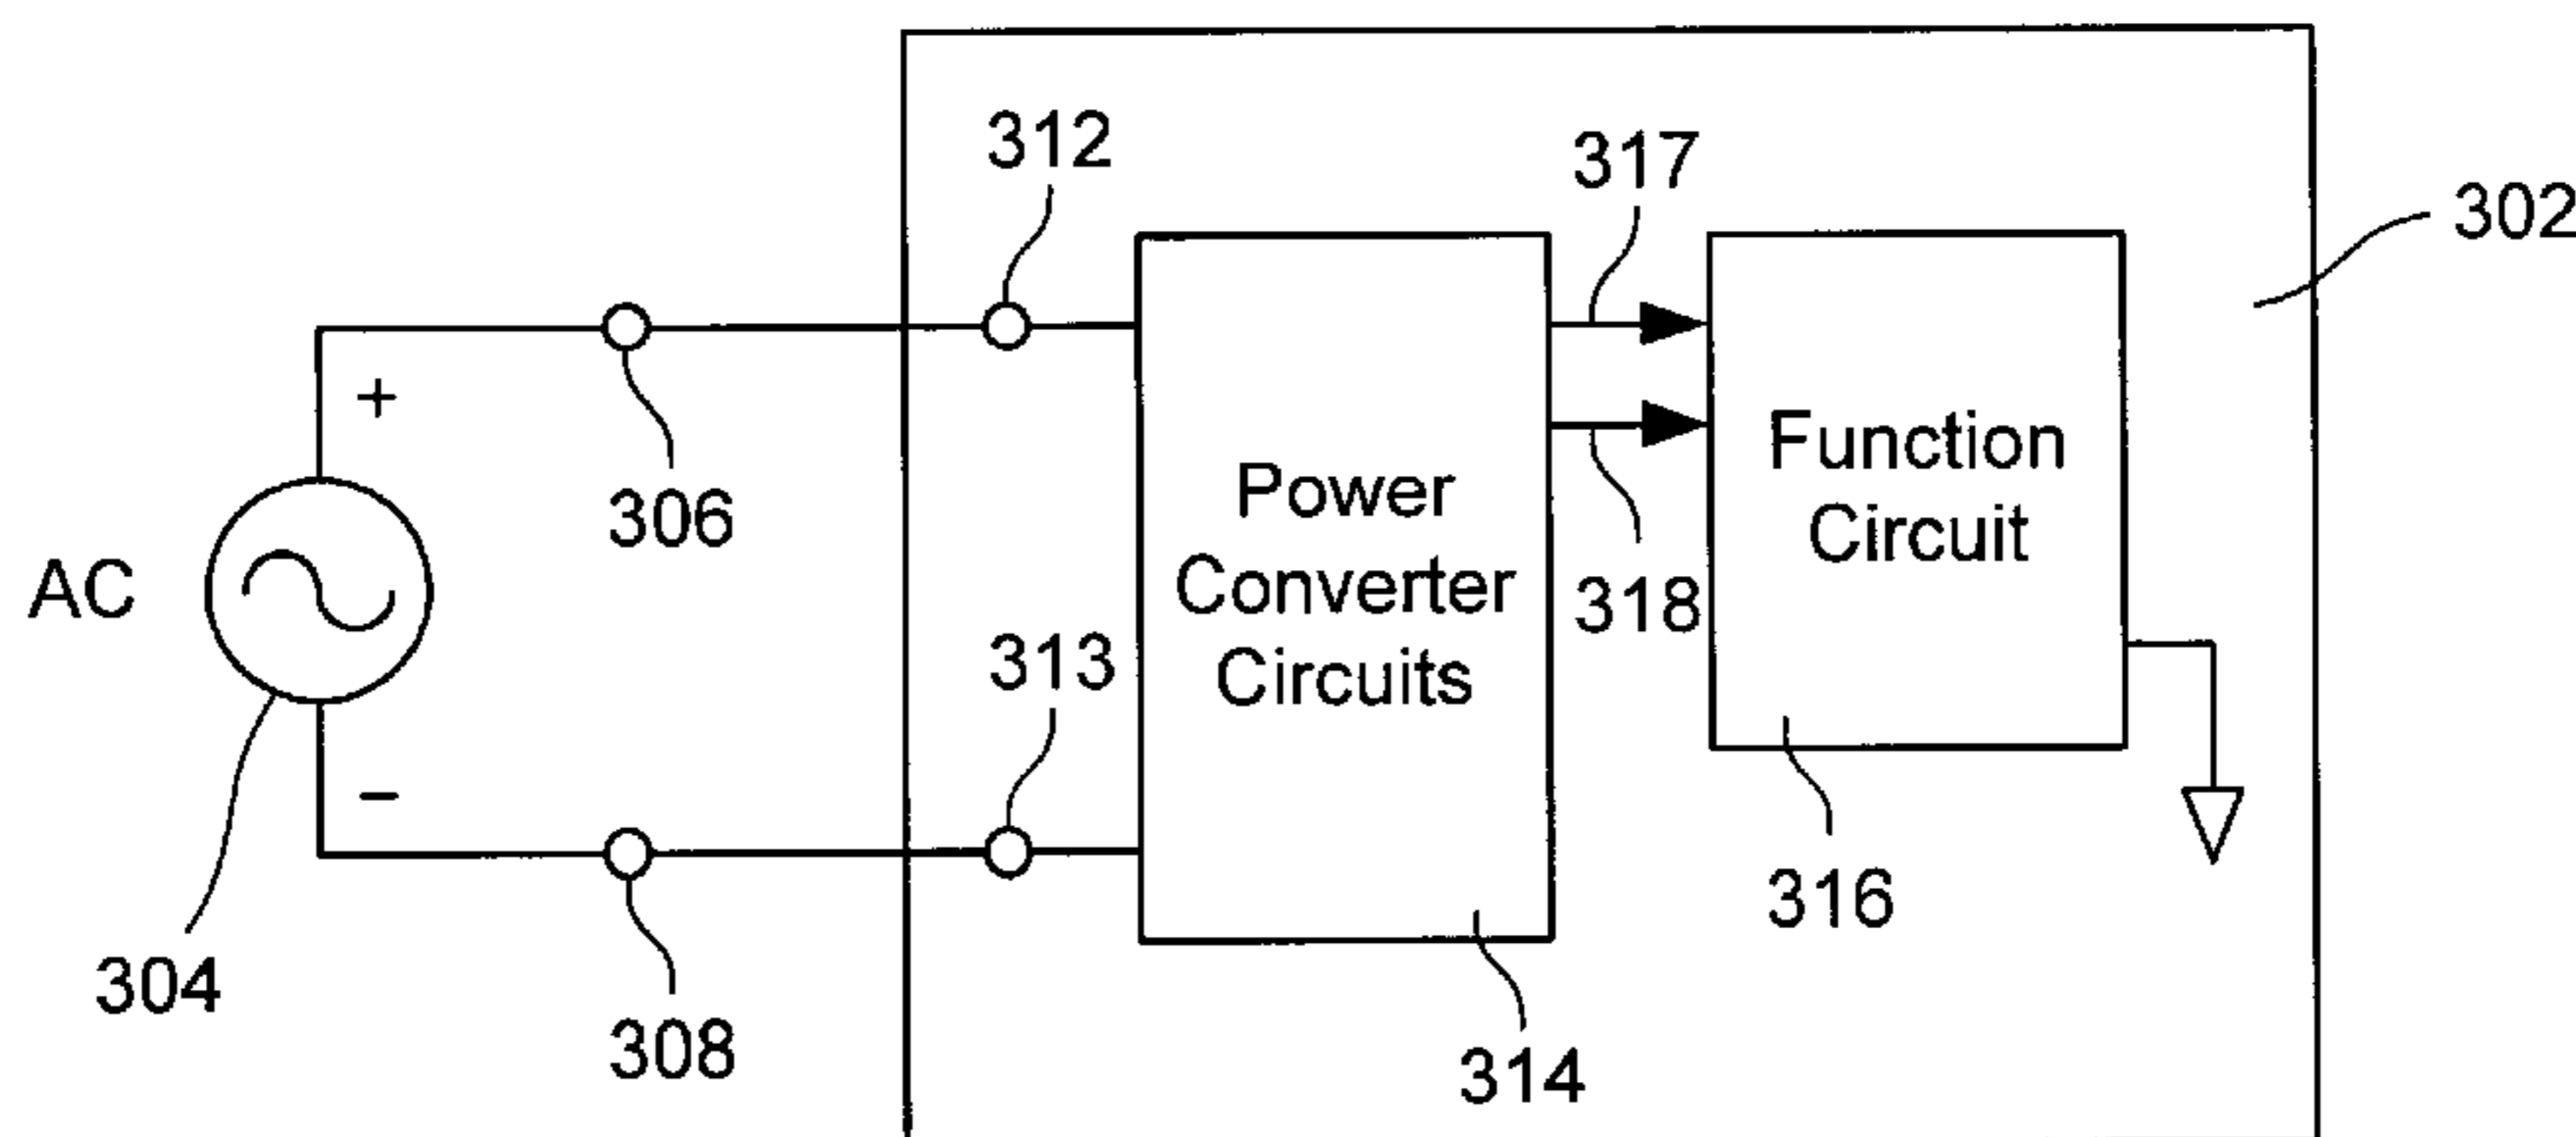 312
317
302
+
306
Function
Circuit
Power
Converter
Circuits
AC
318
313
−
316
304
308
314